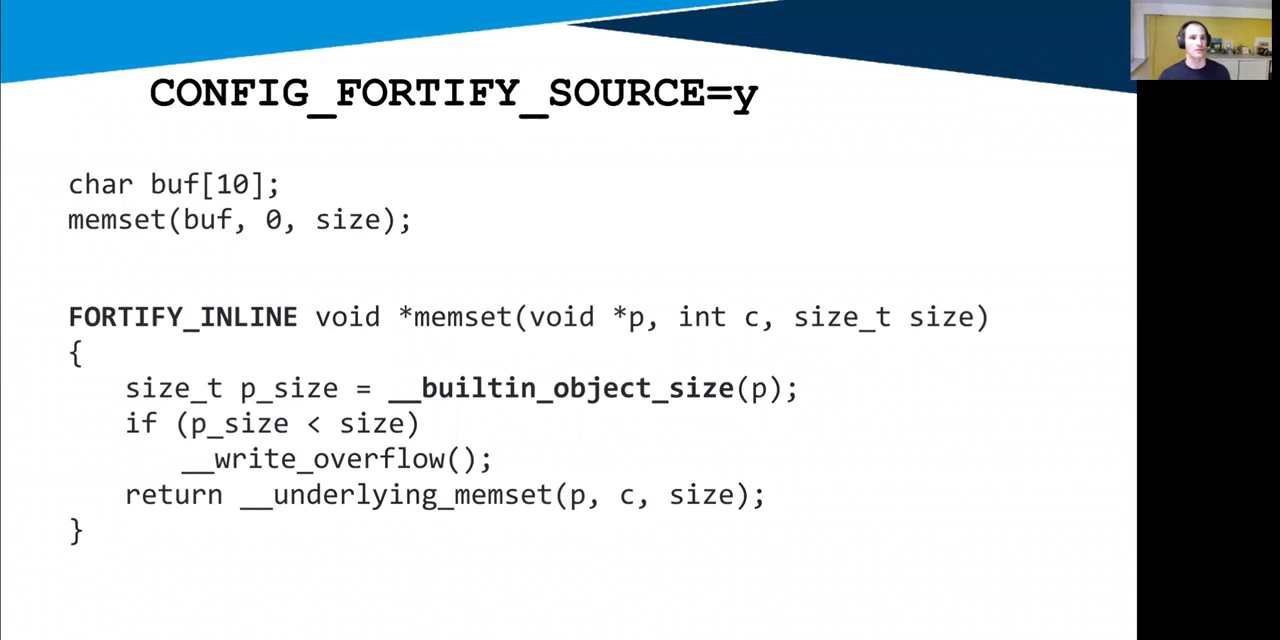 CONFIG_FORTIFY_SOURCE=y
char buf[10];
memset(buf, 0, size);
FORTIFY_INLINE void *memset(void *p, int c, size_t size)
{
size_t p_size = __builtin_object_size(p);
if (p_size < size)
__write_overflow();
return __underlying_memset(p, c, size);
}